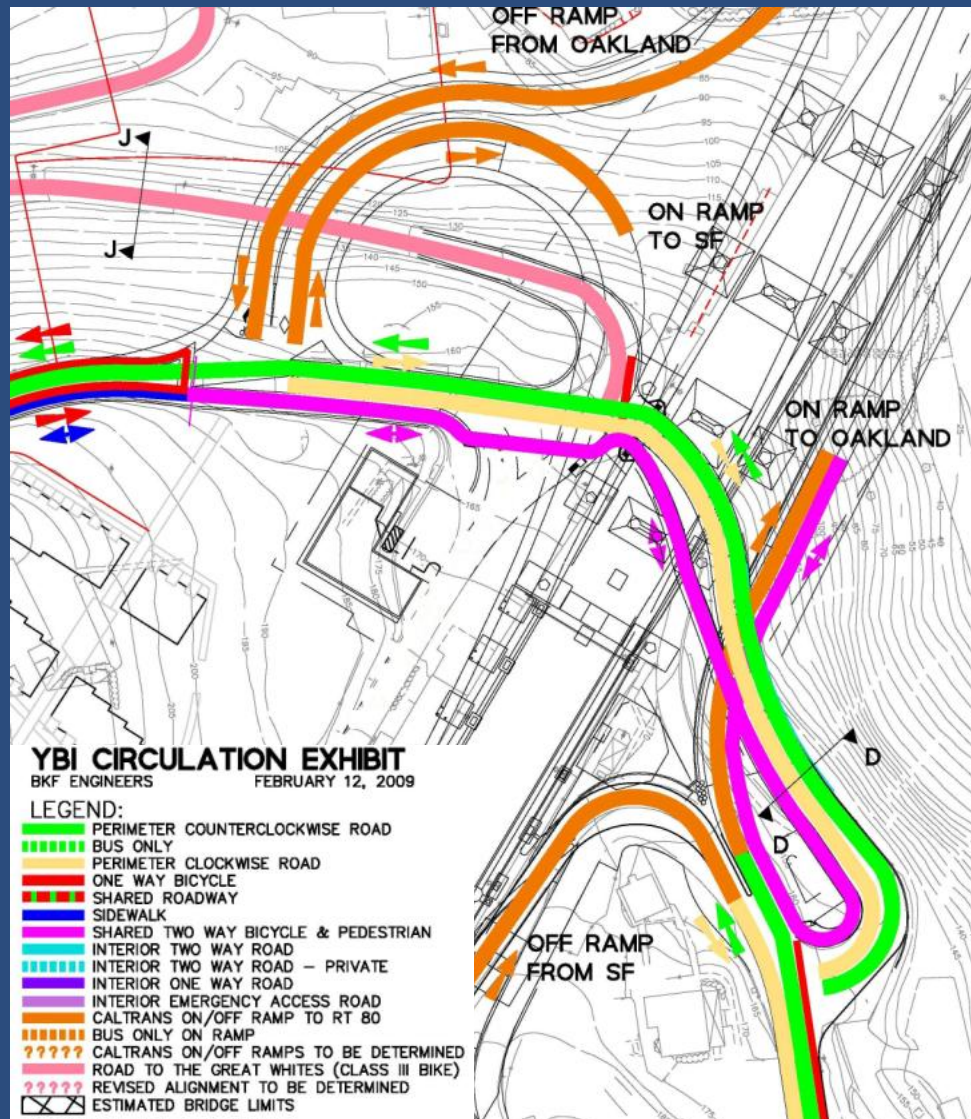 OFF RAMP
FROM OAKLAND
J
J
ON RAMP
TO SF
ON RAMP
TO OAKLAND
D
D
OFF RAMP
FROM SF
YBI CIRCULATION EXHIBIT
BKF ENGINEERS FEBRUARY 12, 2009
LEGEND:
PERIMETER COUNTERCLOCKWISE ROAD
BUS ONLY
PERIMETER CLOCKWISE ROAD
ONE WAY BICYCLE
SHARED ROADWAY
SIDEWALK
SHARED TWO WAY BICYCLE & PEDESTRIAN
INTERIOR TWO WAY ROAD
INTERIOR TWO WAY ROAD – PRIVATE
INTERIOR ONE WAY ROAD
INTERIOR EMERGENCY ACCESS ROAD
CALTRANS ON/OFF RAMP TO RT 80
BUS ONLY ON RAMP
????? CALTRANS ON/OFF RAMPS TO BE DETERMINED
ROAD TO THE GREAT WHITES (CLASS III BIKE)
????? REVISED ALIGNMENT TO BE DETERMINED
ESTIMATED BRIDGE LIMITS